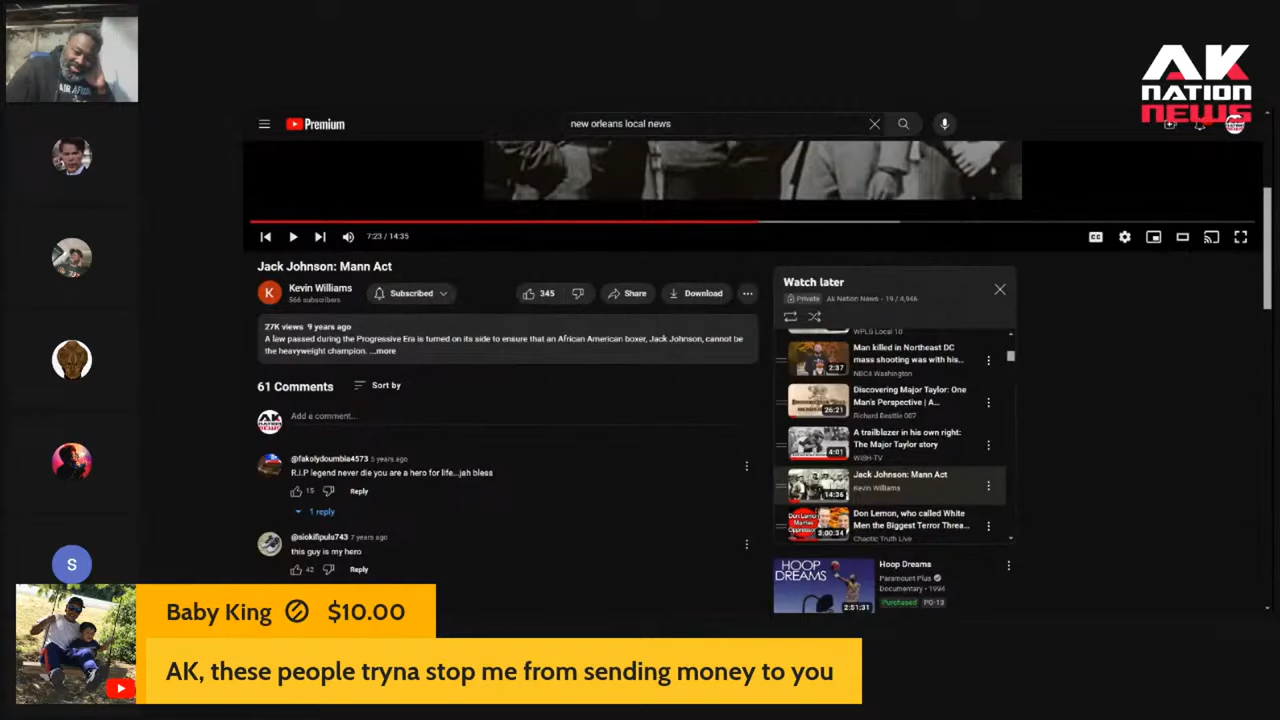 AK
NATION
NEWS
Premium
new orleans local news
7:23 / 14:35
Jack Johnson: Mann Act
K
Kevin Williams
566 subscribers
Subscribed
345
Share
Download
27K views 9 years ago
A law passed during the Progressive Era is turned on its side to ensure that an African American boxer, Jack Johnson, cannot be
the heavyweight champion. ...more
61 Comments
Sort by
Add a comment...
@fakolydoumbia4573 5 years ago
R.I.P legend never die you are a hero for life...jah bless
15
Reply
1 reply
@siokifipulu743 7 years ago
this guy is my hero
42
Reply
Watch later
Private
Ak Nation News - 19 / 4,946
WPLG Local 10
Man killed in Northeast DC
mass shooting was with his...
NBC4 Washington
2:37
Discovering Major Taylor: One
Man's Perspective | A...
Richard Beattie 007
26:21
A trailblazer in his own right:
The Major Taylor story
WISH-TV
4:01
Jack Johnson: Mann Act
Kevin Williams
14:36
Don Lemon, who called White
Men the Biggest Terror Threa...
Chaotic Truth Live
3:00:34
HOOP
DREAMS
2:51:31
Hoop Dreams
Paramount Plus
Documentary • 1994
Purchased
PG-13
S
Baby King $10.00
AK, these people tryna stop me from sending money to you